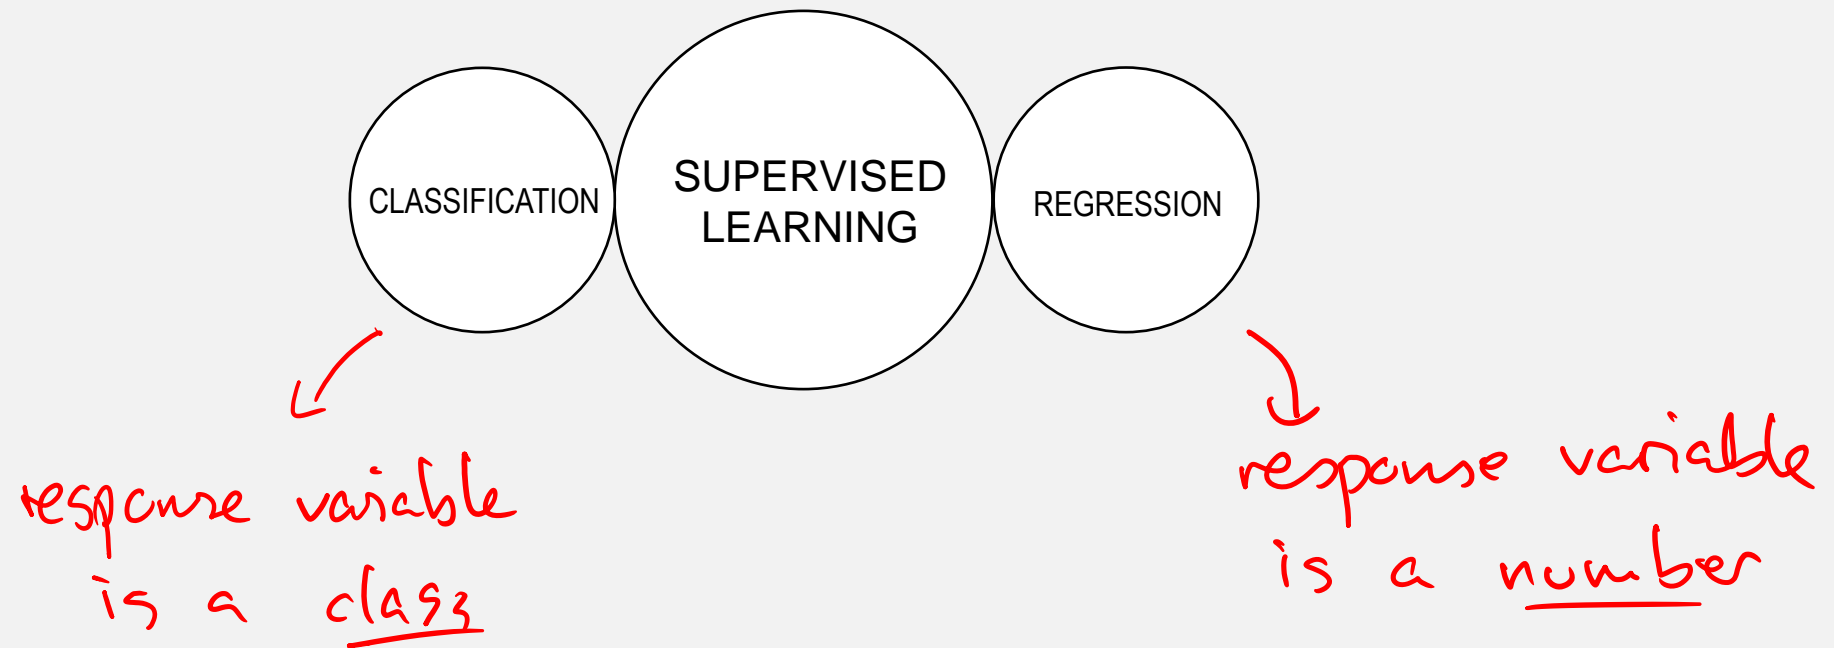 CLASSIFICATION
SUPERVISED
LEARNING
REGRESSION
response variable
is a class
response variable
is a number